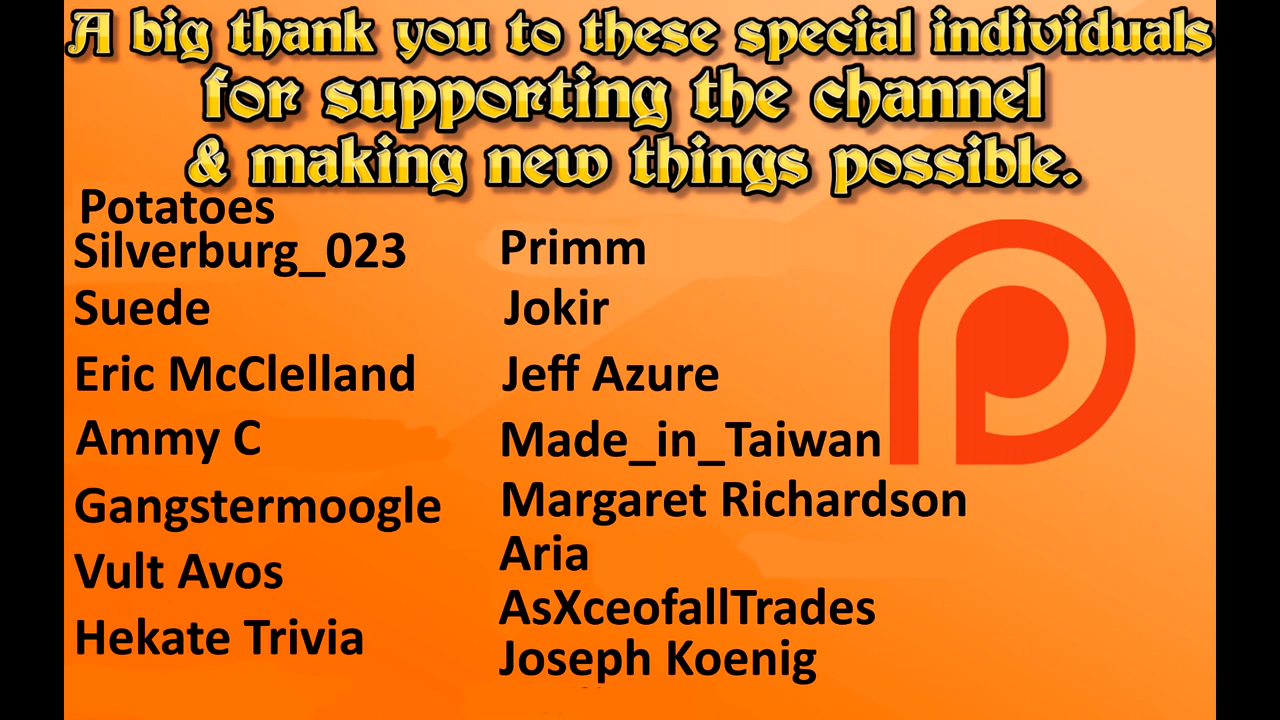 A big thank you to these special individuals
for supporting the channel
& making new things possible.
Potatoes
Silverburg_023
Suede
Eric McClelland
Ammy C
Gangstermoogle
Vult Avos
Hekate Trivia
Primm
Jokir
Jeff Azure
Made_in_Taiwan
Margaret Richardson
Aria
AsXceofallTrades
Joseph Koenig